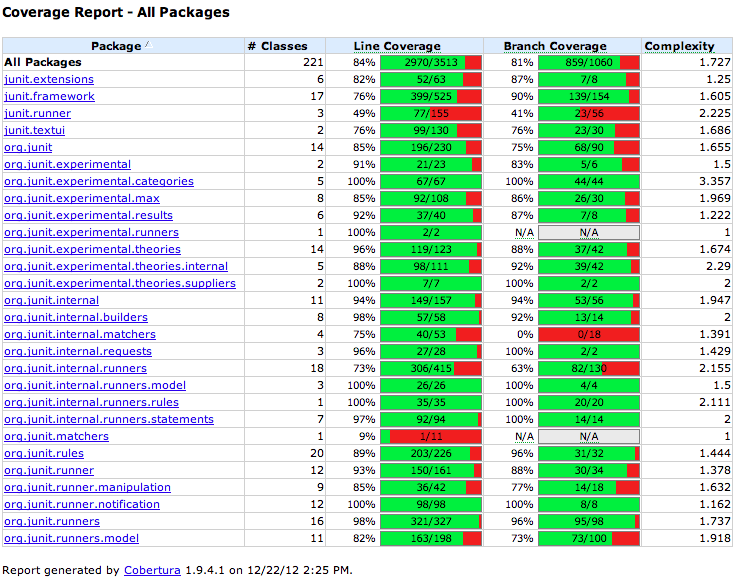 Coverage Report - All Packages
Package # Classes Line Coverage Branch Coverage Complexity
All Packages 221 84% 2970/3513 81% 859/1060 1.727
junit.extensions 6 82% 52/63 87% 7/8 1.25
junit.framework 17 76% 399/525 90% 139/154 1.605
junit.runner 3 49% 77/155 41% 23/56 2.225
junit.textui 2 76% 99/130 76% 23/30 1.686
org.junit 14 85% 196/230 75% 68/90 1.655
org.junit.experimental 2 91% 21/23 83% 5/6 1.5
org.junit.experimental.categories 5 100% 67/67 100% 44/44 3.357
org.junit.experimental.max 8 85% 92/108 86% 26/30 1.969
org.junit.experimental.results 6 92% 37/40 87% 7/8 1.222
org.junit.experimental.runners 1 100% 2/2 N/A N/A 1
org.junit.experimental.theories 14 96% 119/123 88% 37/42 1.674
org.junit.experimental.theories.internal 5 88% 98/111 92% 39/42 2.29
org.junit.experimental.theories.suppliers 2 100% 7/7 100% 2/2 2
org.junit.internal 11 94% 149/157 94% 53/56 1.947
org.junit.internal.builders 8 98% 57/58 92% 13/14 2
org.junit.internal.matchers 4 75% 40/53 0% 0/18 1.391
org.junit.internal.requests 3 96% 27/28 100% 2/2 1.429
org.junit.internal.runners 18 73% 306/415 63% 82/130 2.155
org.junit.internal.runners.model 3 100% 26/26 100% 4/4 1.5
org.junit.internal.runners.rules 1 100% 35/35 100% 20/20 2.111
org.junit.internal.runners.statements 7 97% 92/94 100% 14/14 2
org.junit.matchers 1 9% 1/11 N/A N/A 1
org.junit.rules 20 89% 203/226 96% 31/32 1.444
org.junit.runner 12 93% 150/161 88% 30/34 1.378
org.junit.runner.manipulation 9 85% 36/42 77% 14/18 1.632
org.junit.runner.notification 12 100% 98/98 100% 8/8 1.162
org.junit.runners 16 98% 321/327 96% 95/98 1.737
org.junit.runners.model 11 82% 163/198 73% 73/100 1.918
Report generated by Cobertura 1.9.4.1 on 12/22/12 2:25 PM.